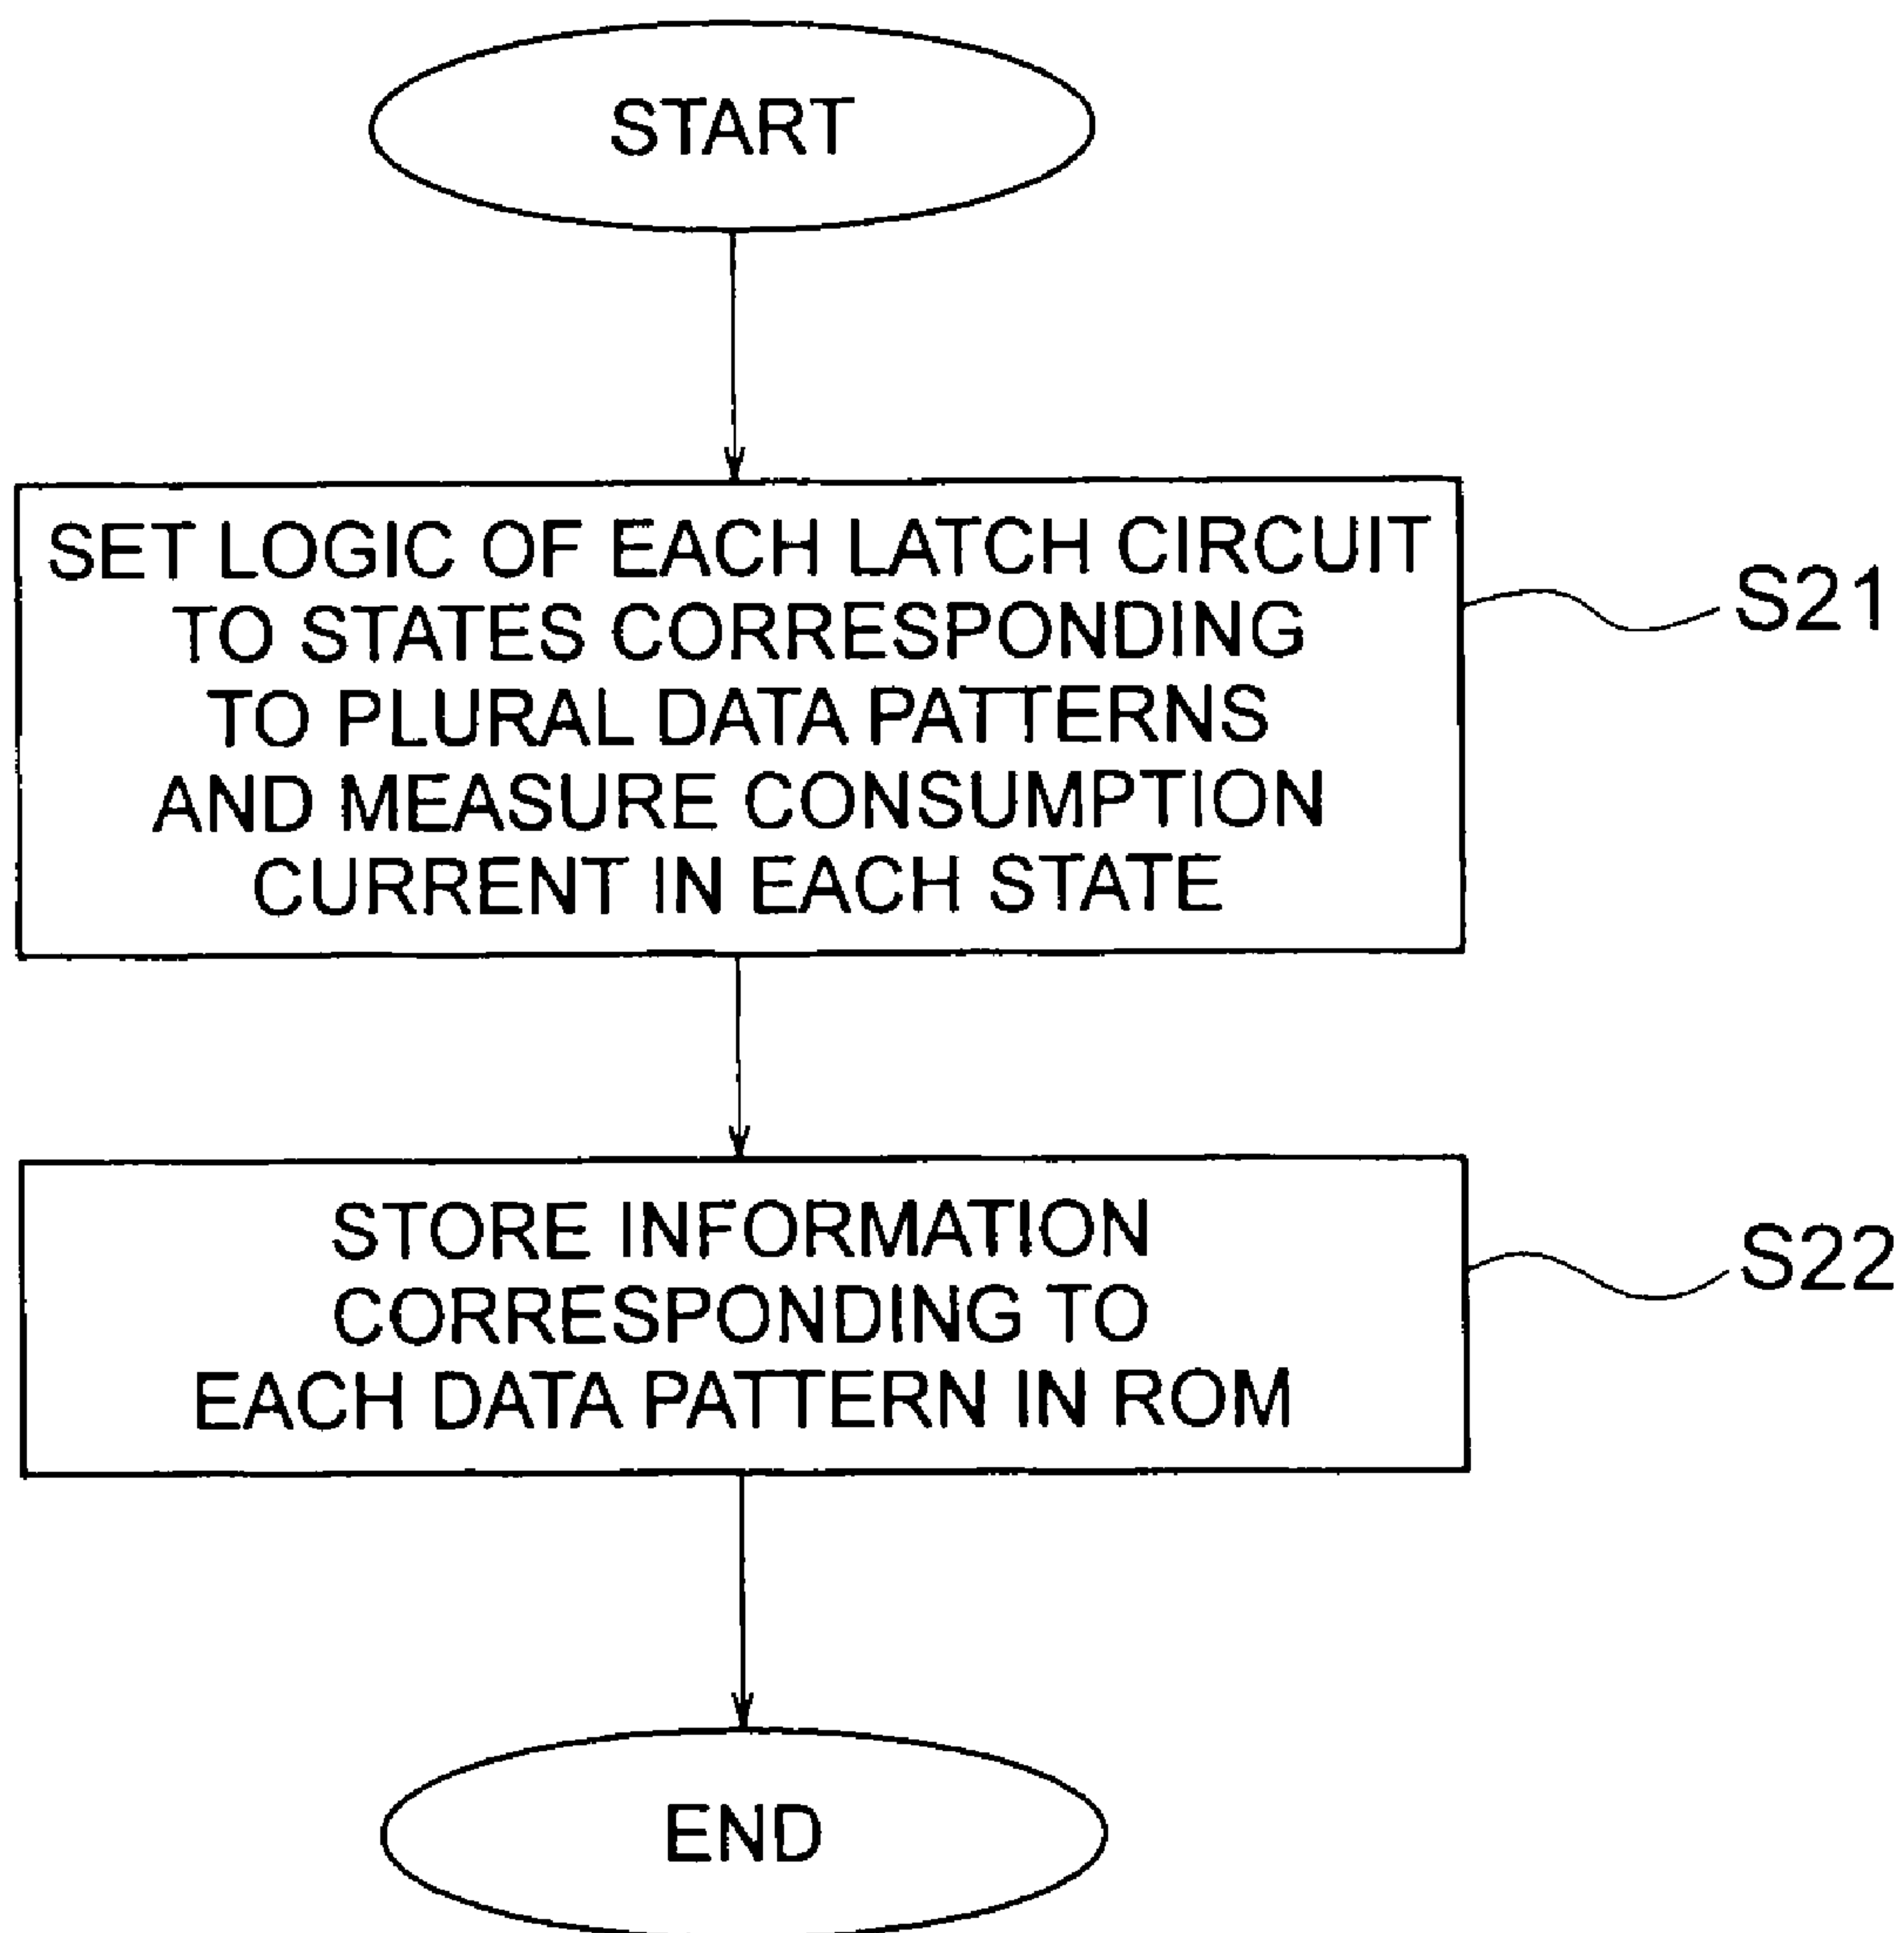 START
SET LOGIC OF EACH LATCH CIRCUIT
TO STATES CORRESPONDING
TO PLURAL DATA PATTERNS
AND MEASURE CONSUMPTION
CURRENT IN EACH STATE
S21
STORE INFORMATION
CORRESPONDING TO
EACH DATA PATTERN IN ROM
S22
END